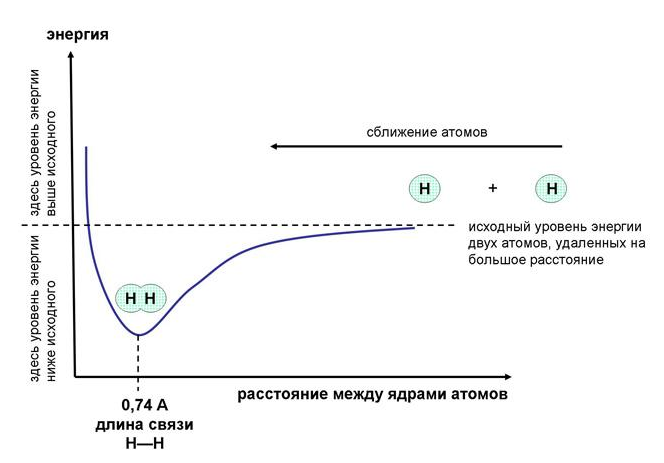 энергия
здесь уровень энергии
выше исходного
здесь уровень энергии
ниже исходного
сближение атомов
H + H
исходный уровень энергии
двух атомов, удаленных на
большое расстояние
H H
расстояние между ядрами атомов
0,74 А
длина связи
H—H